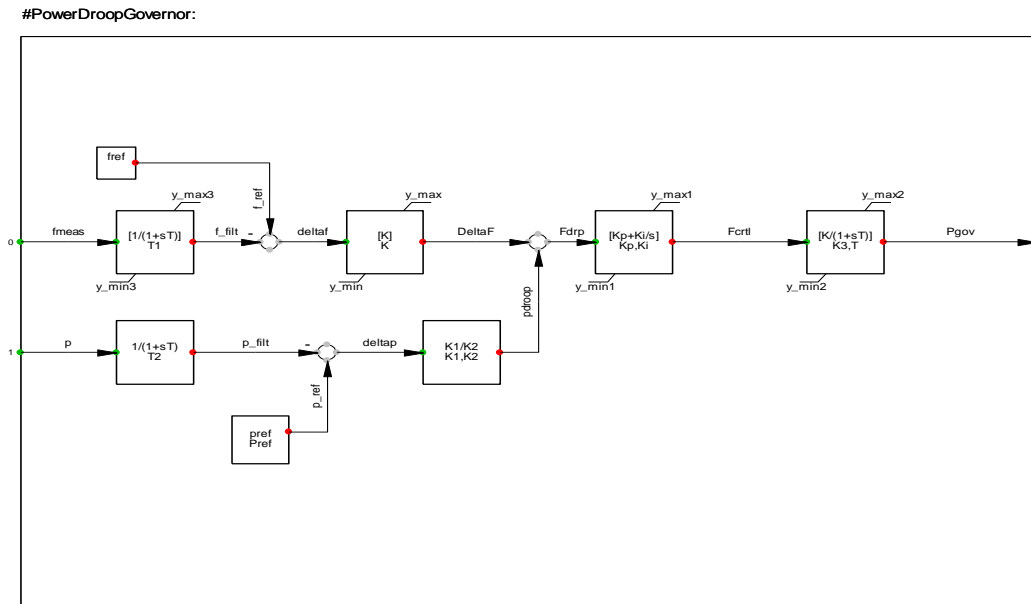 #PowerDroopGovernor:
fref
f_ref
y_max3
y_max
y_max1
y_max2
0
fmeas
[1/(1+sT)]
T1
f_filt
-
deltaf
[K]
K
DeltaF
Fdrp
[Kp+Ki/s]
Kp,Ki
Fcrtl
[K/(1+sT)]
K3,T
Pgov
y_min3
y_min
y_min1
y_min2
pdroop
1
p
1/(1+sT)
T2
p_filt
-
deltap
K1/K2
K1,K2
p_ref
pref
Pref